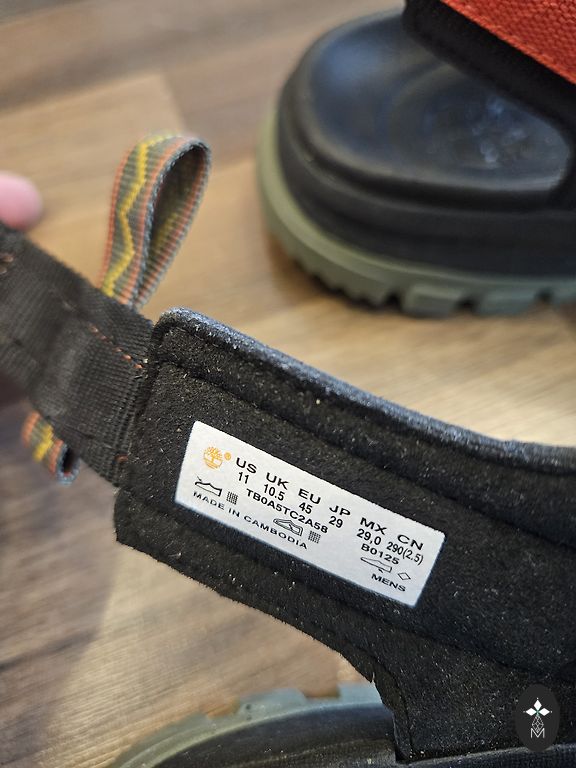 ® US UK EU JP MX CN
11 10.5 45 29 29.0 290(2.5)
TB0A5TC2A58 B0125
MADE IN CAMBODIA MENS
M